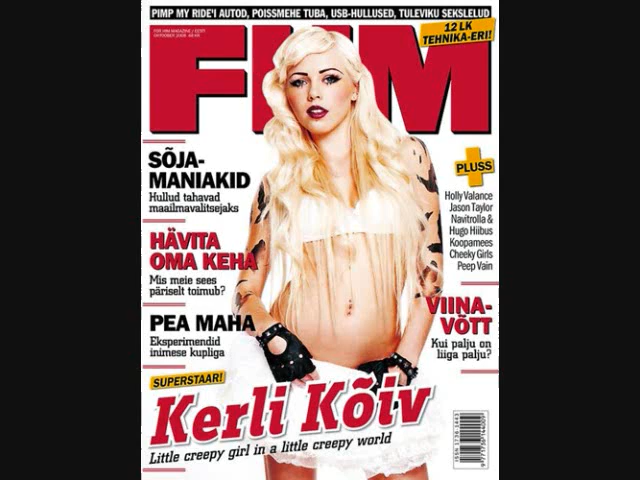 PIMP MY RIDE'I AUTOD, POISSMEHE TUBA, USB-HULLUSED, TULEVIKU SEKSLELUD
12 LK
TEHNIKA-ERI!
FHM
SÕJA-
MANIAKID
Hullud tahavad
maailmavalitsejaks
HÄVITA
OMA KEHA
Mis meie sees
päriselt toimub?
PEA MAHA
Eksperimendid
inimese kupliga
PLUSS
Holly Valance
Jason Taylor
Navitrolla &
Hugo Hiibus
Koopamees
Cheeky Girls
Peep Vain
VIINA-
VÕTT
Kui palju on
liiga palju?
SUPERSTAAR!
Kerli Kõiv
Little creepy girl in a little creepy world